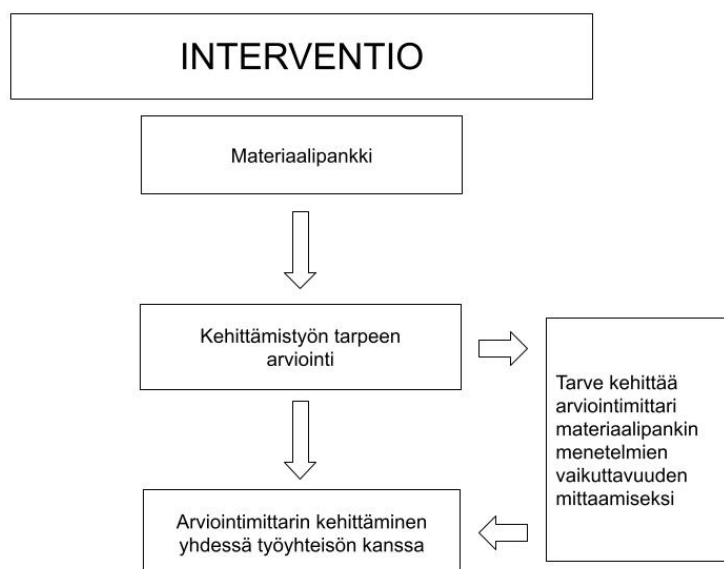 INTERVENTIO
Materiaalipankki
Kehittämistyön tarpeen
arviointi
Tarve kehittää
arviointimittari
materiaalipankin
menetelmien
vaikuttavuuden
mittaamiseksi
Arviointimittarin kehittäminen
yhdessä työyhteisön kanssa